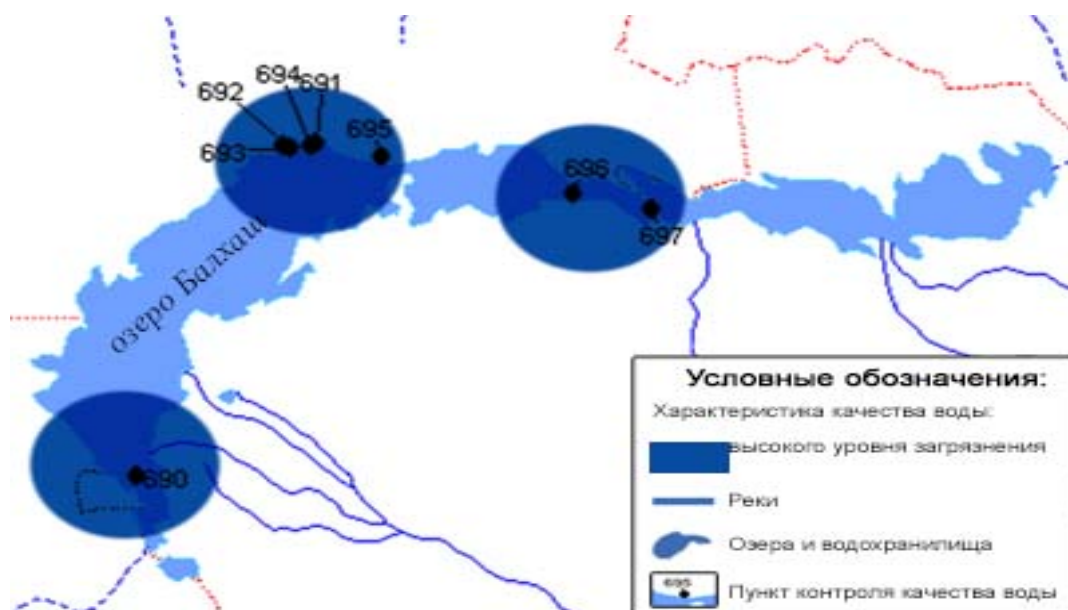 694 691
692
693
695
696
697
690
озеро Балхаш
Условные обозначения:
Характеристика качества воды:
высокого уровня загрязнения
Реки
Озера и водохранилища
695
Пункт контроля качества воды